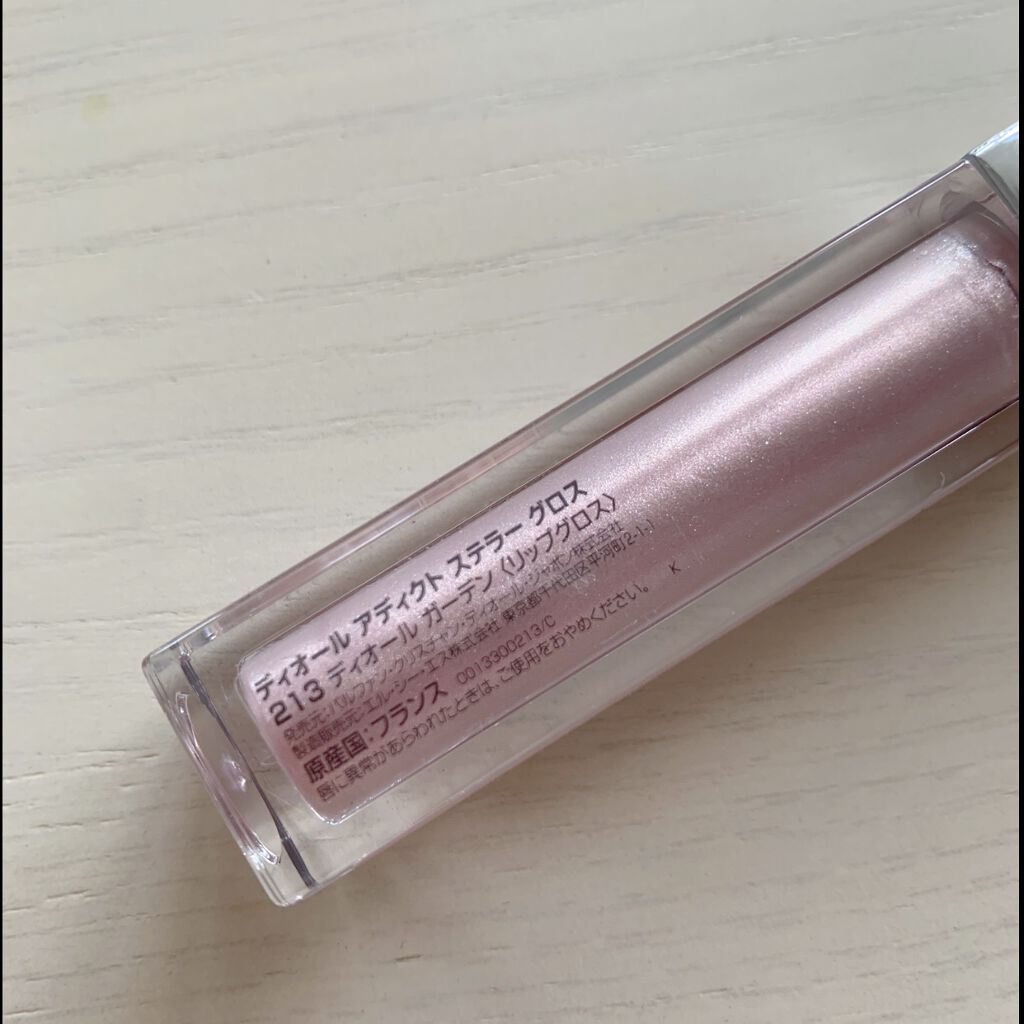 ディオール アディクト ステラー グロス
213 ディオール ガーデン 〈リップグロス〉
発売元:パルファン・クリスチャン・ディオール・ジャポン株式会社
製造販売元:エル・シー・エス株式会社 東京都千代田区平河町2-1-1
原産国:フランス 0013300213/C
唇に異常があらわれたときは、ご使用をおやめください。 K